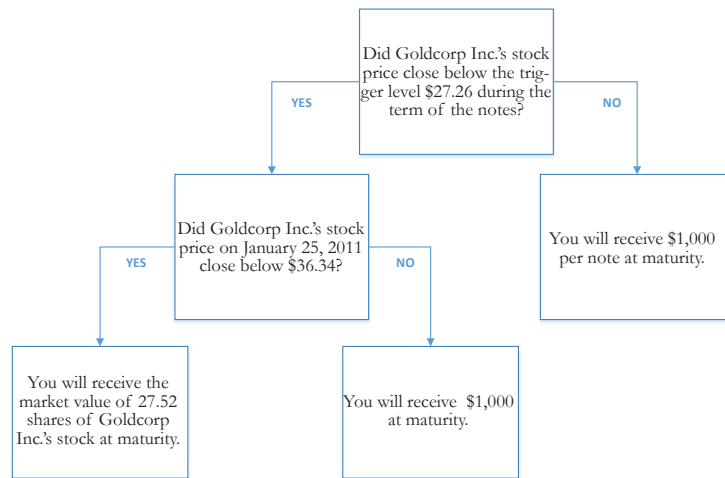 Did Goldcorp Inc.'s stock
price close below the trig-
ger level $27.26 during the
term of the notes?
YES
NO
Did Goldcorp Inc.'s stock
price on January 25, 2011
close below $36.34?
You will receive $1,000
per note at maturity.
YES
NO
You will receive the
market value of 27.52
shares of Goldcorp
Inc.'s stock at maturity.
You will receive $1,000
at maturity.